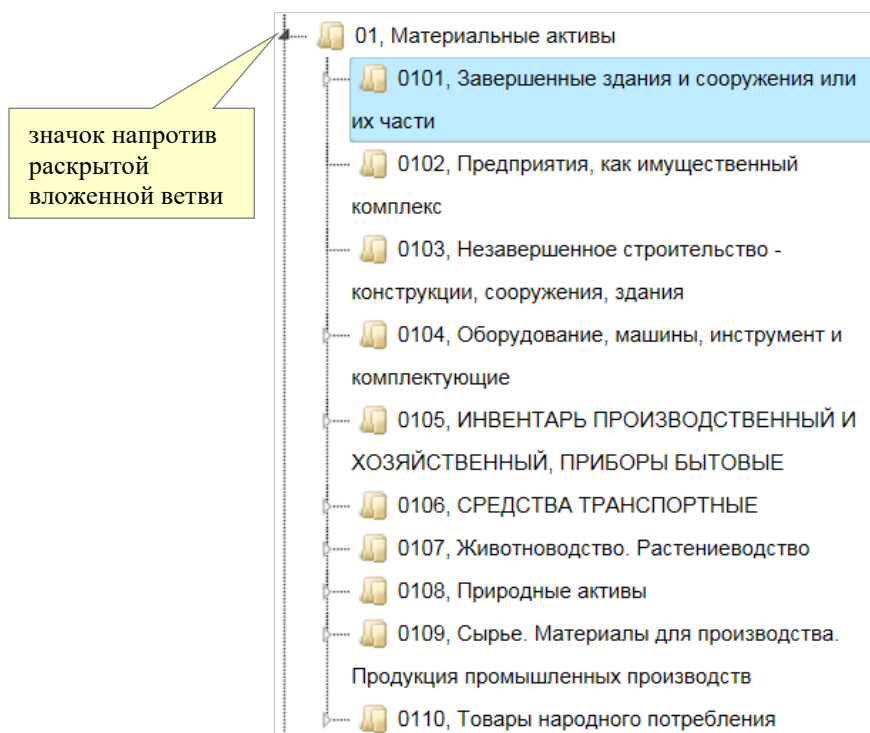 01, Материальные активы
0101, Завершенные здания и сооружения или
их части
значок напротив
раскрытой
вложенной ветви
0102, Предприятия, как имущественный
комплекс
0103, Незавершенное строительство -
конструкции, сооружения, здания
0104, Оборудование, машины, инструмент и
комплектующие
0105, ИНВЕНТАРЬ ПРОИЗВОДСТВЕННЫЙ И
ХОЗЯЙСТВЕННЫЙ, ПРИБОРЫ БЫТОВЫЕ
0106, СРЕДСТВА ТРАНСПОРТНЫЕ
0107, Животноводство. Растениеводство
0108, Природные активы
0109, Сырье. Материалы для производства.
Продукция промышленных производств
0110, Товары народного потребления